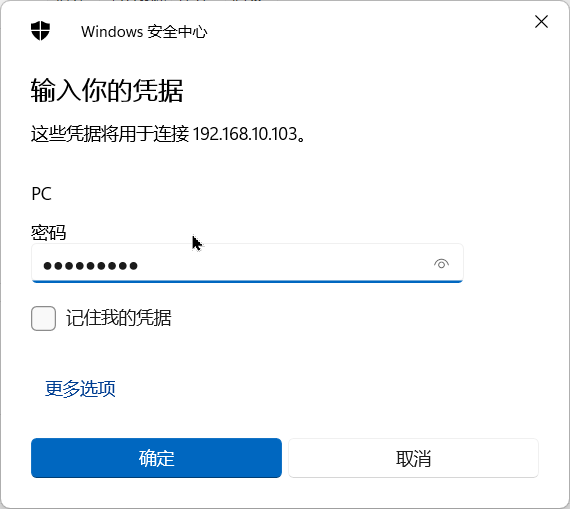 Windows 安全中心
输入你的凭据
这些凭据将用于连接 192.168.10.103。
PC
密码
●●●●●●●●●
记住我的凭据
更多选项
确定
取消